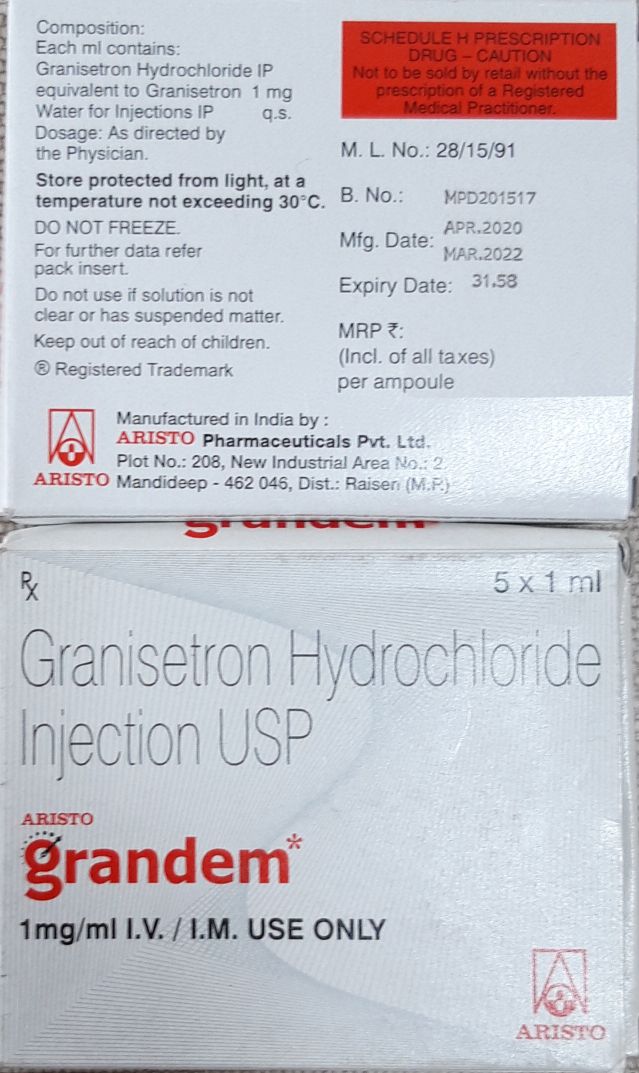 Composition:
Each ml contains:
Granisetron Hydrochloride IP
equivalent to Granisetron 1 mg
Water for Injections IP q.s.
Dosage: As directed by
the Physician.
Store protected from light, at a
temperature not exceeding 30°C.
DO NOT FREEZE.
For further data refer
pack insert.
Do not use if solution is not
clear or has suspended matter.
Keep out of reach of children.
® Registered Trademark
SCHEDULE H PRESCRIPTION
DRUG – CAUTION
Not to be sold by retail without the
prescription of a Registered
Medical Practitioner.
M. L. No.: 28/15/91
B. No.: MPD201517
Mfg. Date: APR.2020
MAR.2022
Expiry Date: 31.58
MRP ₹:
(Incl. of all taxes)
per ampoule
ARISTO
Manufactured in India by :
ARISTO Pharmaceuticals Pvt. Ltd.
Plot No.: 208, New Industrial Area No.: 2
Mandideep - 462 046, Dist.: Raisen (M.P.)
grandem*
Rx 5 x 1 ml
Granisetron Hydrochloride
Injection USP
ARISTO
grandem*
1mg/ml I.V. / I.M. USE ONLY
ARISTO